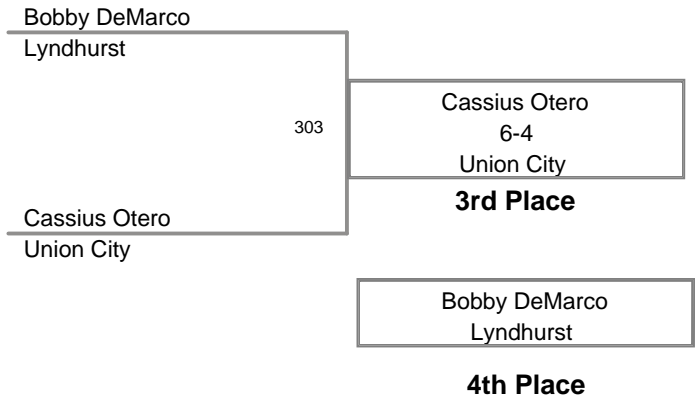 Bobby DeMarco
Lyndhurst
303
Cassius Otero
6-4
Union City
3rd Place
Cassius Otero
Union City
Bobby DeMarco
Lyndhurst
4th Place